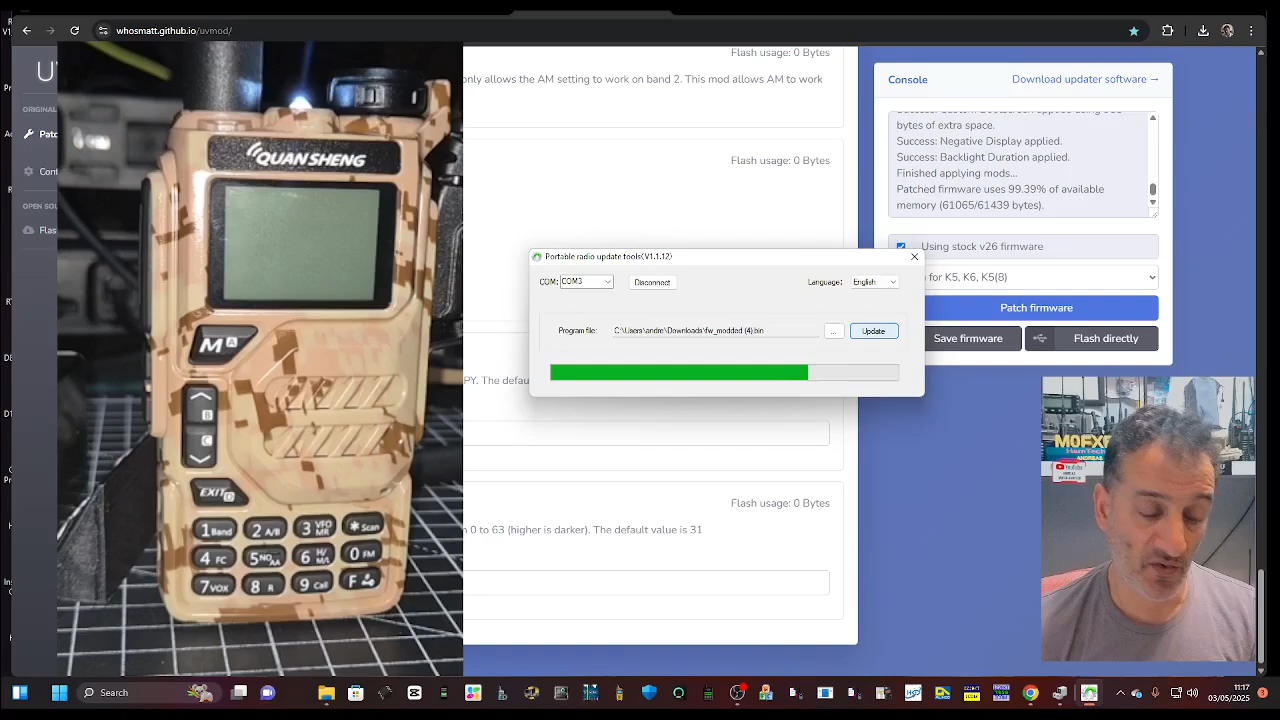 whosmatt.github.io/uvmod/
Flash usage: 0 Bytes
only allows the AM setting to work on band 2. This mod allows AM to work
Flash usage: 0 Bytes
Console
Download updater software →
bytes of extra space.
Success: Negative Display applied.
Success: Backlight Duration applied.
Finished applying mods...
Patched firmware uses 99.39% of available
memory (61065/61439 bytes).
Using stock v26 firmware
for K5, K6, K5(8)
Patch firmware
Save firmware
Flash directly
ORIGINAL
OPEN SOU
Portable radio update tools(V1.1.12)
COM:
COM3
Disconnect
Language:
English
Program file:
C:\Users\andre\Downloads\fw_modded (4).bin
...
Update
Flash usage: 0 Bytes
n 0 to 63 (higher is darker). The default value is 31
QUANSHENG
M A
B
C
EXIT D
1 Band
2 A/B
3 VFO MR
* Scan
4 FC
5 NOAA
6 H/M/L
0 FM
7 VOX
8 R
9 Call
F
M0FXB
HamTech
ANDREAS
YouTube
Search
11:17
03/05/2025